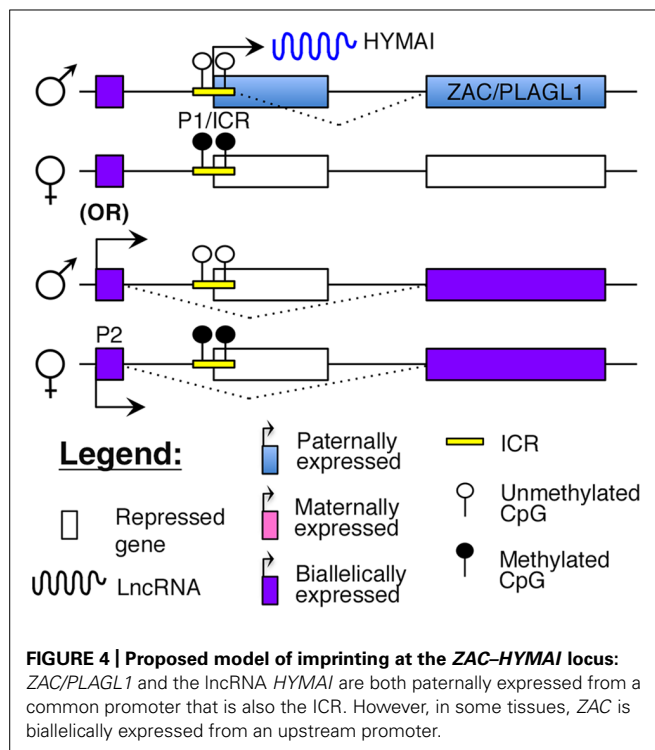 HYMAI
ZAC/PLAGL1
P1/ICR
(OR)
P2
Legend:
Repressed
gene
LncRNA
Paternally
expressed
Maternally
expressed
Biallelically
expressed
ICR
Unmethylated
CpG
Methylated
CpG
FIGURE 4 | Proposed model of imprinting at the ZAC–HYMAI locus:
ZAC/PLAGL1 and the lncRNA HYMAI are both paternally expressed from a
common promoter that is also the ICR. However, in some tissues, ZAC is
biallelically expressed from an upstream promoter.